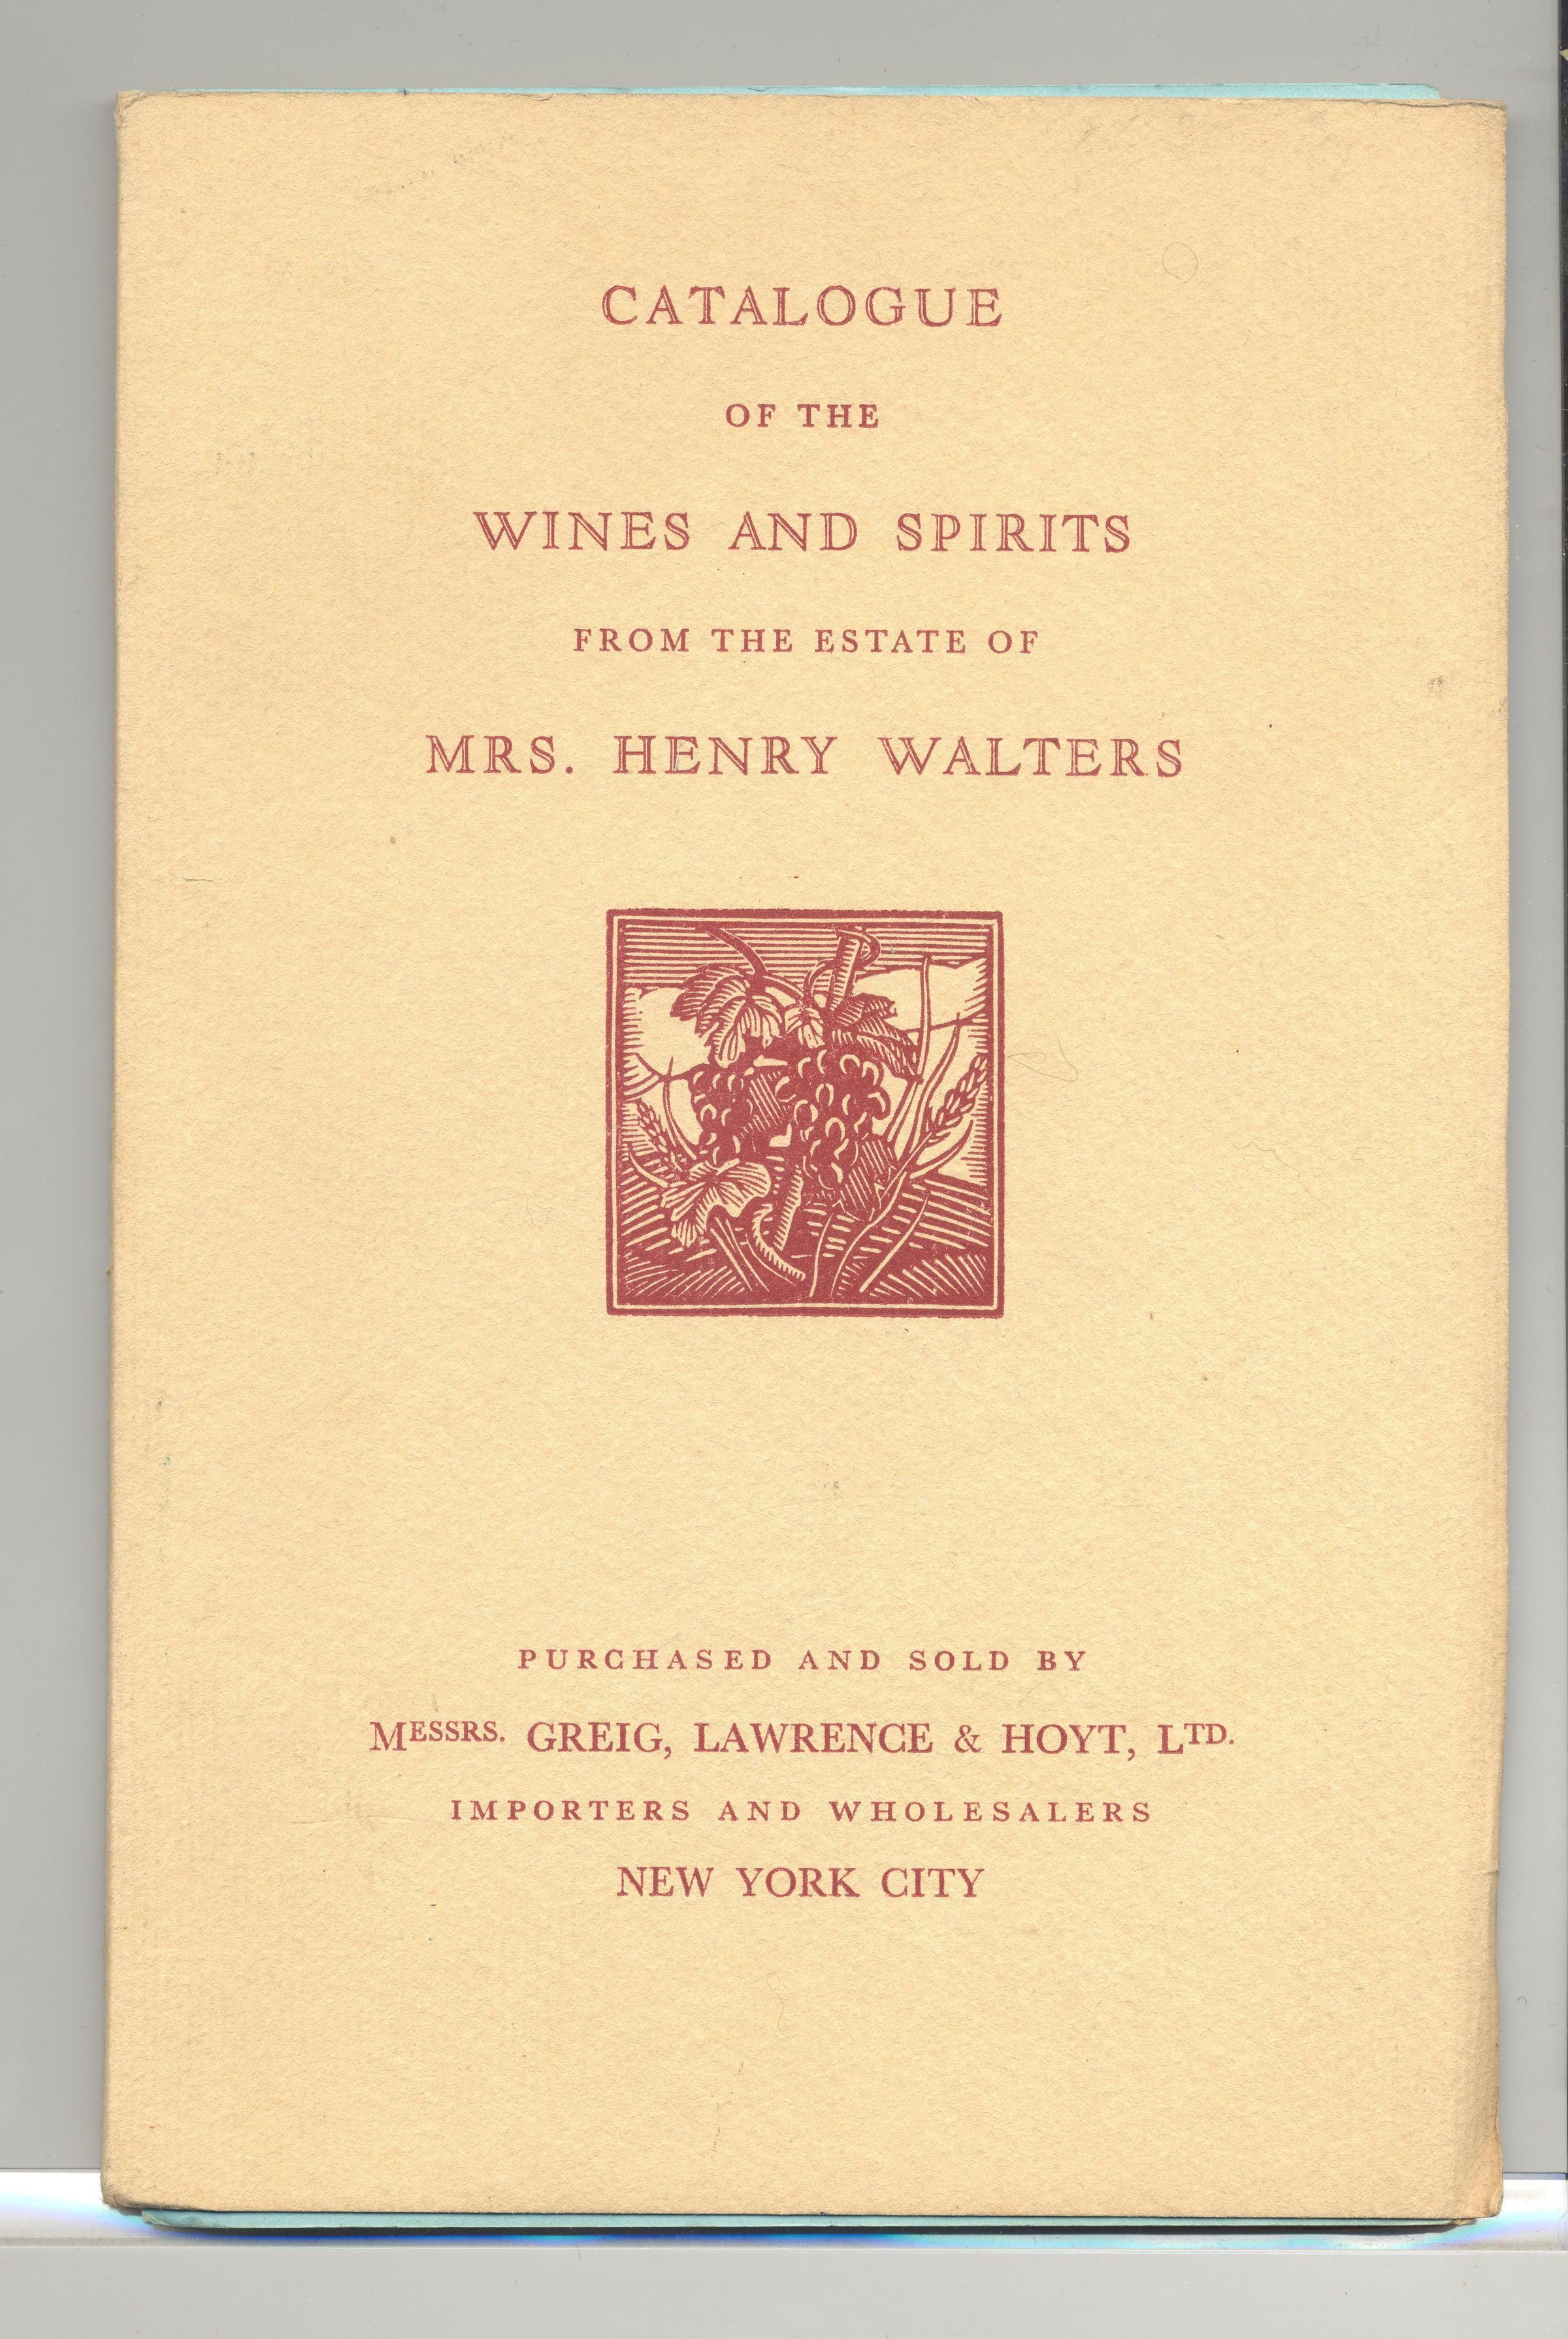 CATALOGUE
OF THE
WINES AND SPIRITS
FROM THE ESTATE OF
MRS. HENRY WALTERS
PURCHASED AND SOLD BY
MESSRS. GREIG, LAWRENCE & HOYT, LTD.
IMPORTERS AND WHOLESALERS
NEW YORK CITY